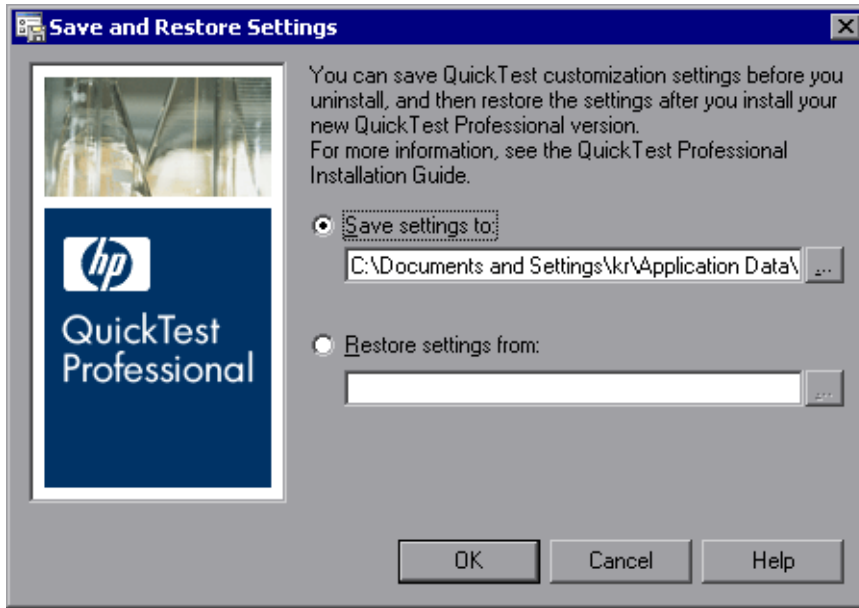 Save and Restore Settings
You can save QuickTest customization settings before you
uninstall, and then restore the settings after you install your
new QuickTest Professional version.
For more information, see the QuickTest Professional
Installation Guide.
hp
QuickTest
Professional
Save settings to:
C:\Documents and Settings\kr\Application Data\
...
Restore settings from:
...
OK
Cancel
Help